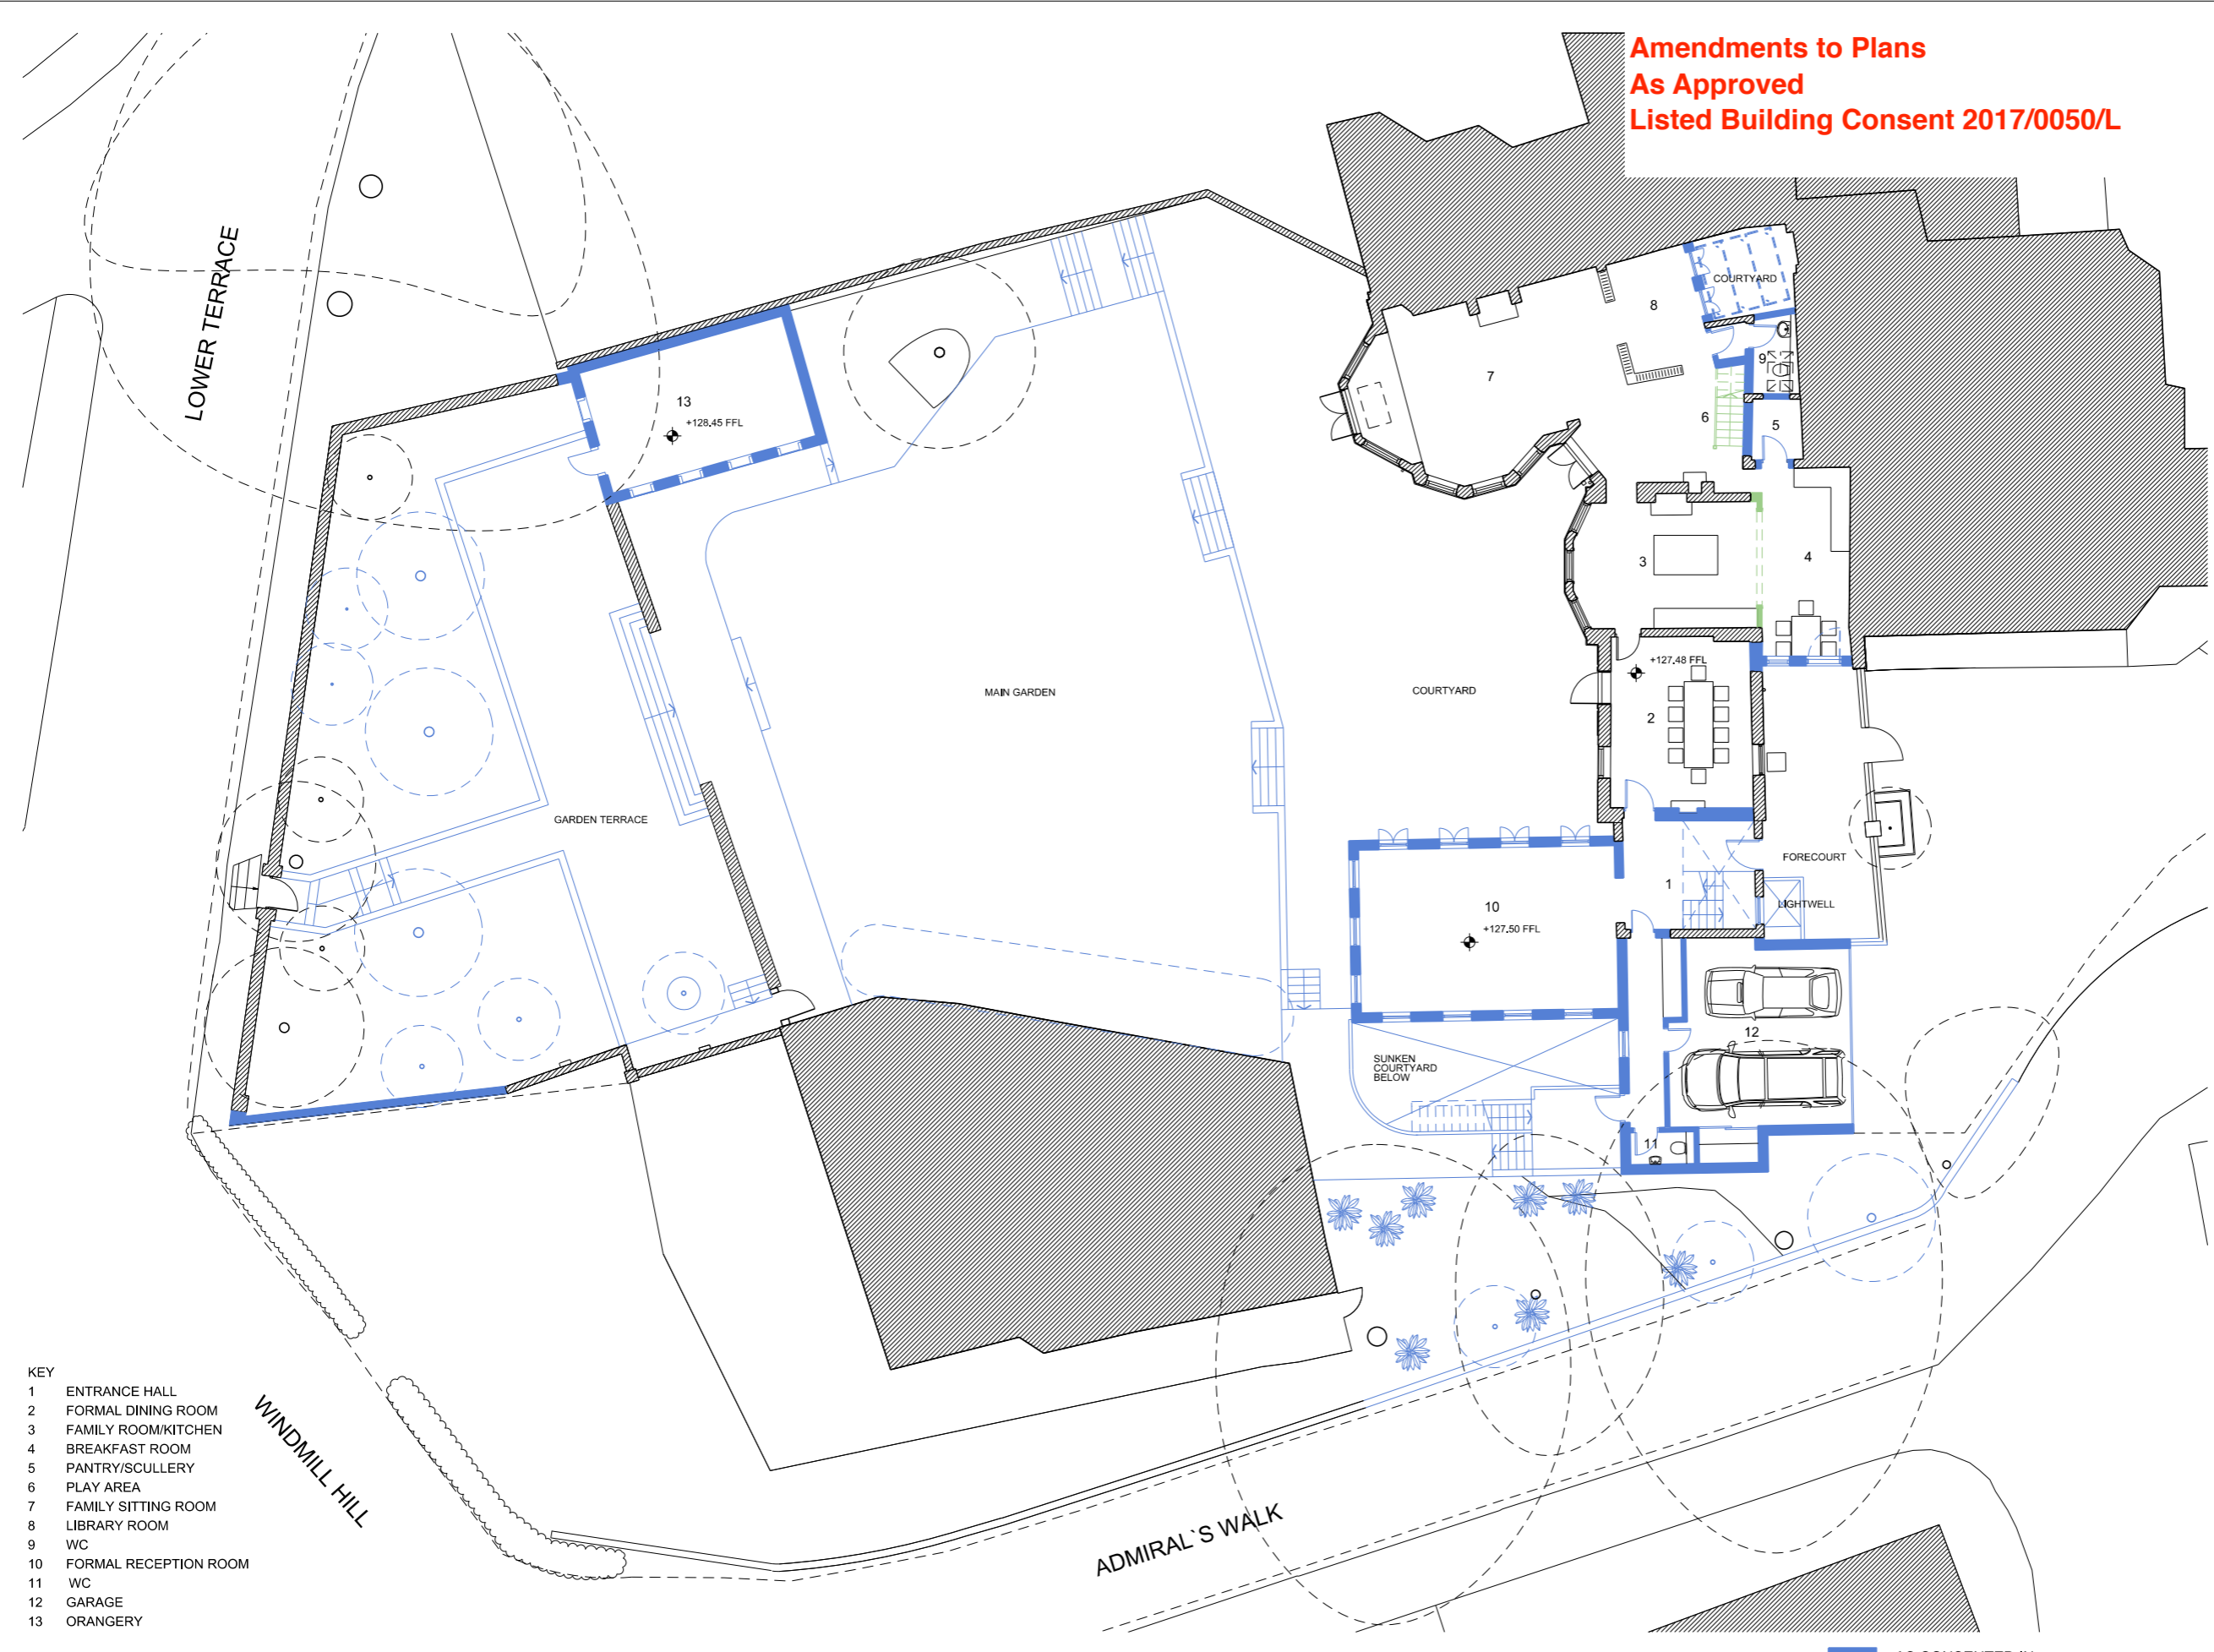 Amendments to Plans
As Approved
Listed Building Consent 2017/0050/L
LOWER TERRACE
COURTYARD
8
9
7
6
5
13
+128.45 FFL
3
4
+127.48 FFL
2
MAIN GARDEN
COURTYARD
GARDEN TERRACE
FORECOURT
1
LIGHTWELL
10
+127.50 FFL
12
SUNKEN
COURTYARD
BELOW
11
KEY
1 ENTRANCE HALL
2 FORMAL DINING ROOM
3 FAMILY ROOM/KITCHEN
4 BREAKFAST ROOM
5 PANTRY/SCULLERY
6 PLAY AREA
7 FAMILY SITTING ROOM
8 LIBRARY ROOM
9 WC
10 FORMAL RECEPTION ROOM
11 WC
12 GARAGE
13 ORANGERY
WINDMILL HILL
ADMIRAL`S WALK